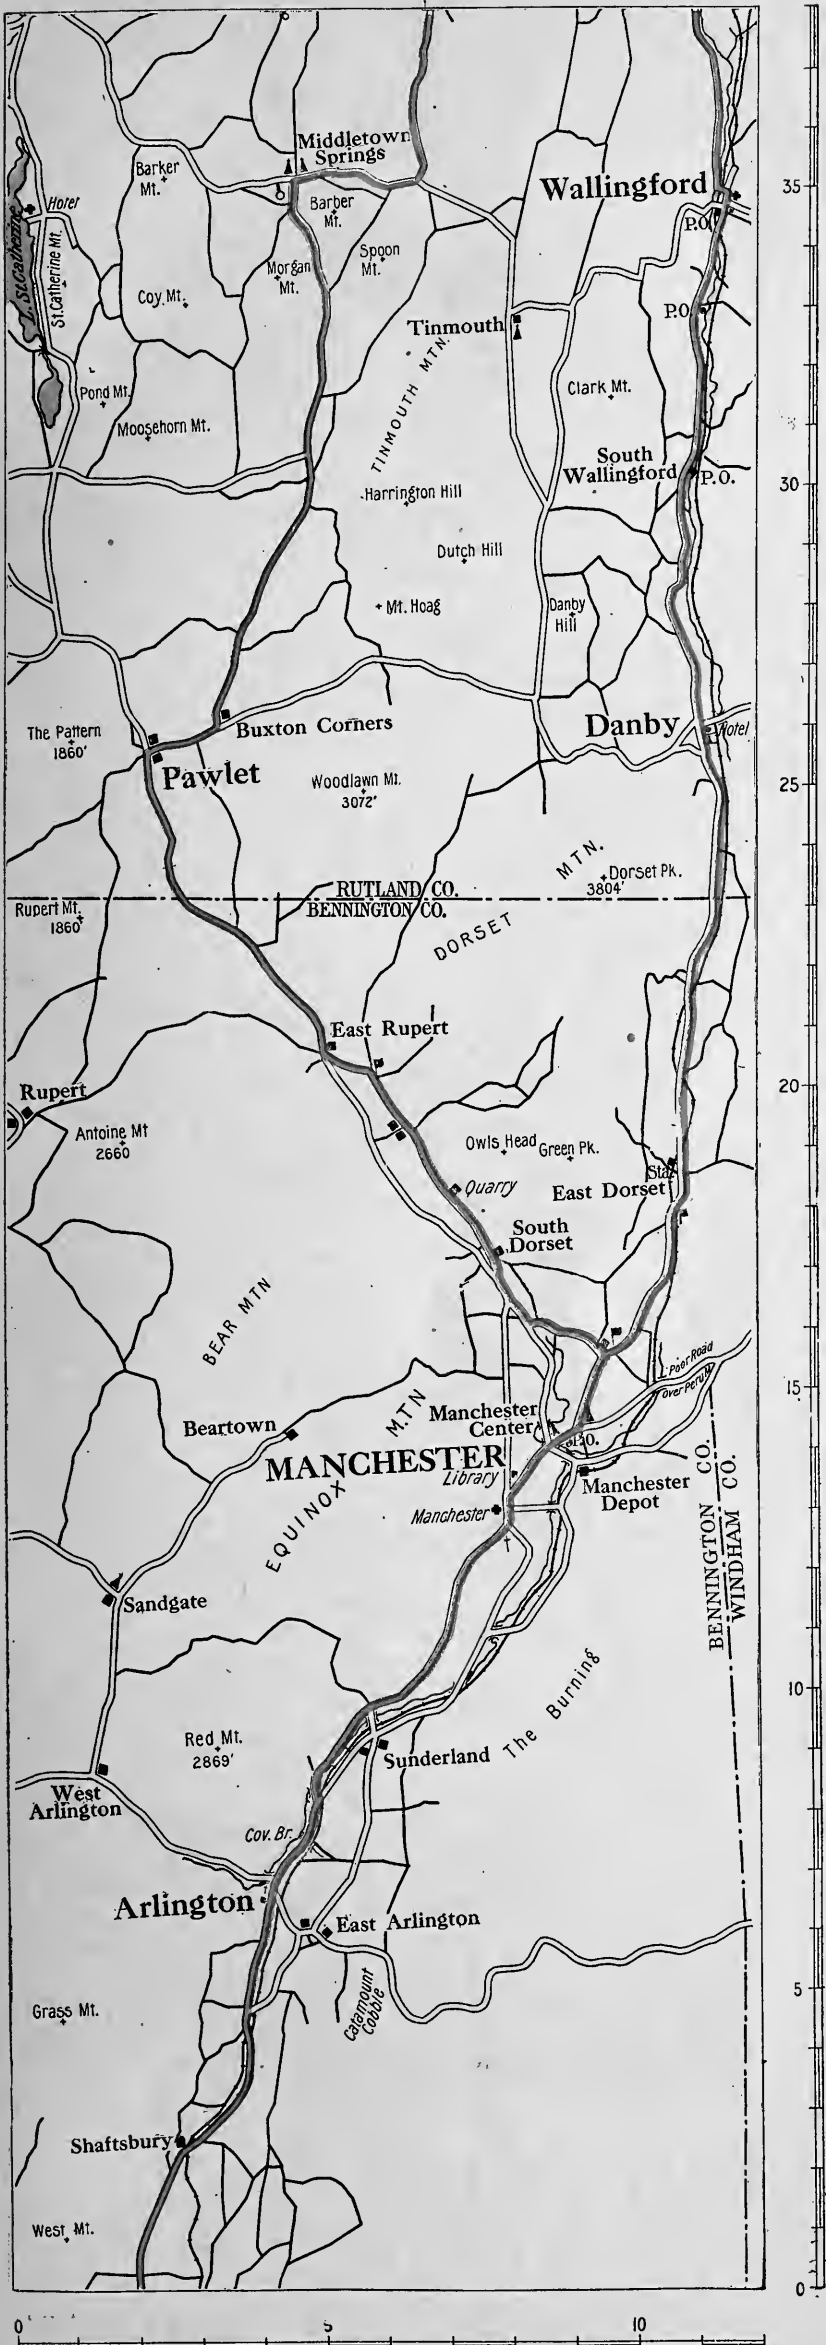 Middletown
Springs
Barker
Mt.
Hotel
L. St. Catherine
St. Catherine Mt.
Barber
Mt.
Wallingford
P.O.
35
Spoon
Mt.
Morgan
Mt.
Coy Mt.
Tinmouth
P.O.
TINMOUTH MTN.
Pond Mt.
Clark Mt.
Moosehorn Mt.
South
Wallingford
P.O.
30
Harrington Hill
Dutch Hill
Mt. Hoag
Danby
Hill
The Pattern
1860'
Buxton Corners
Danby
Hotel
Pawlet
Woodlawn Mt.
3072'
25
MTN.
Dorset Pk.
3804'
RUTLAND CO.
BENNINGTON CO.
Rupert Mt.
1860'
DORSET
East Rupert
Rupert
20
Antoine Mt
2660
Owls Head
Green Pk.
Quarry
Sta.
East Dorset
South
Dorset
BEAR MTN
Poor Road
Over Peru M
15
MTN
Manchester
Center
Beartown
P.O.
MANCHESTER
Library
Manchester
Depot
EQUINOX
Manchester
BENNINGTON CO.
WINDHAM CO.
Sandgate
The Burning
10
Red Mt.
2869'
Sunderland
West
Arlington
Cov. Br.
Arlington
East Arlington
5
Catamount
Cobble
Grass Mt.
Shaftsbury
West Mt.
0
0
5
10